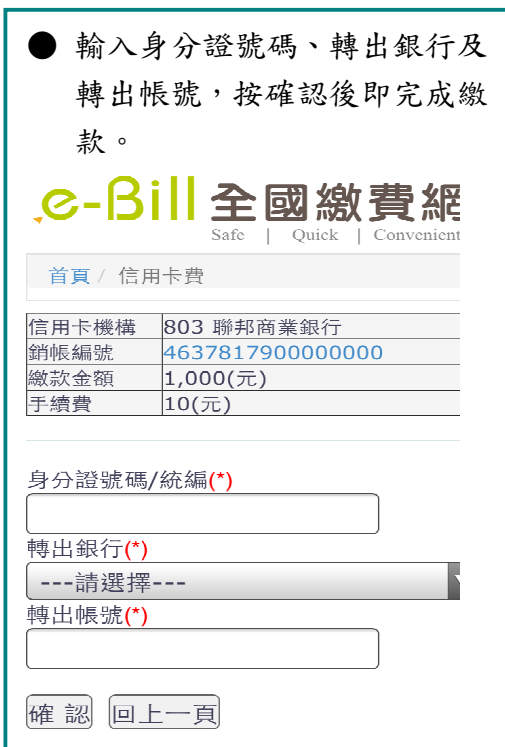 ● 輸入身分證號碼、轉出銀行及
轉出帳號，按確認後即完成繳
款。
e-Bill 全國繳費網
Safe | Quick | Convenient
首頁 / 信用卡費
信用卡機構 803 聯邦商業銀行
銷帳編號 4637817900000000
繳款金額 1,000(元)
手續費 10(元)
身分證號碼/統編(*)
轉出銀行(*)
---請選擇---
轉出帳號(*)
確 認 回上一頁